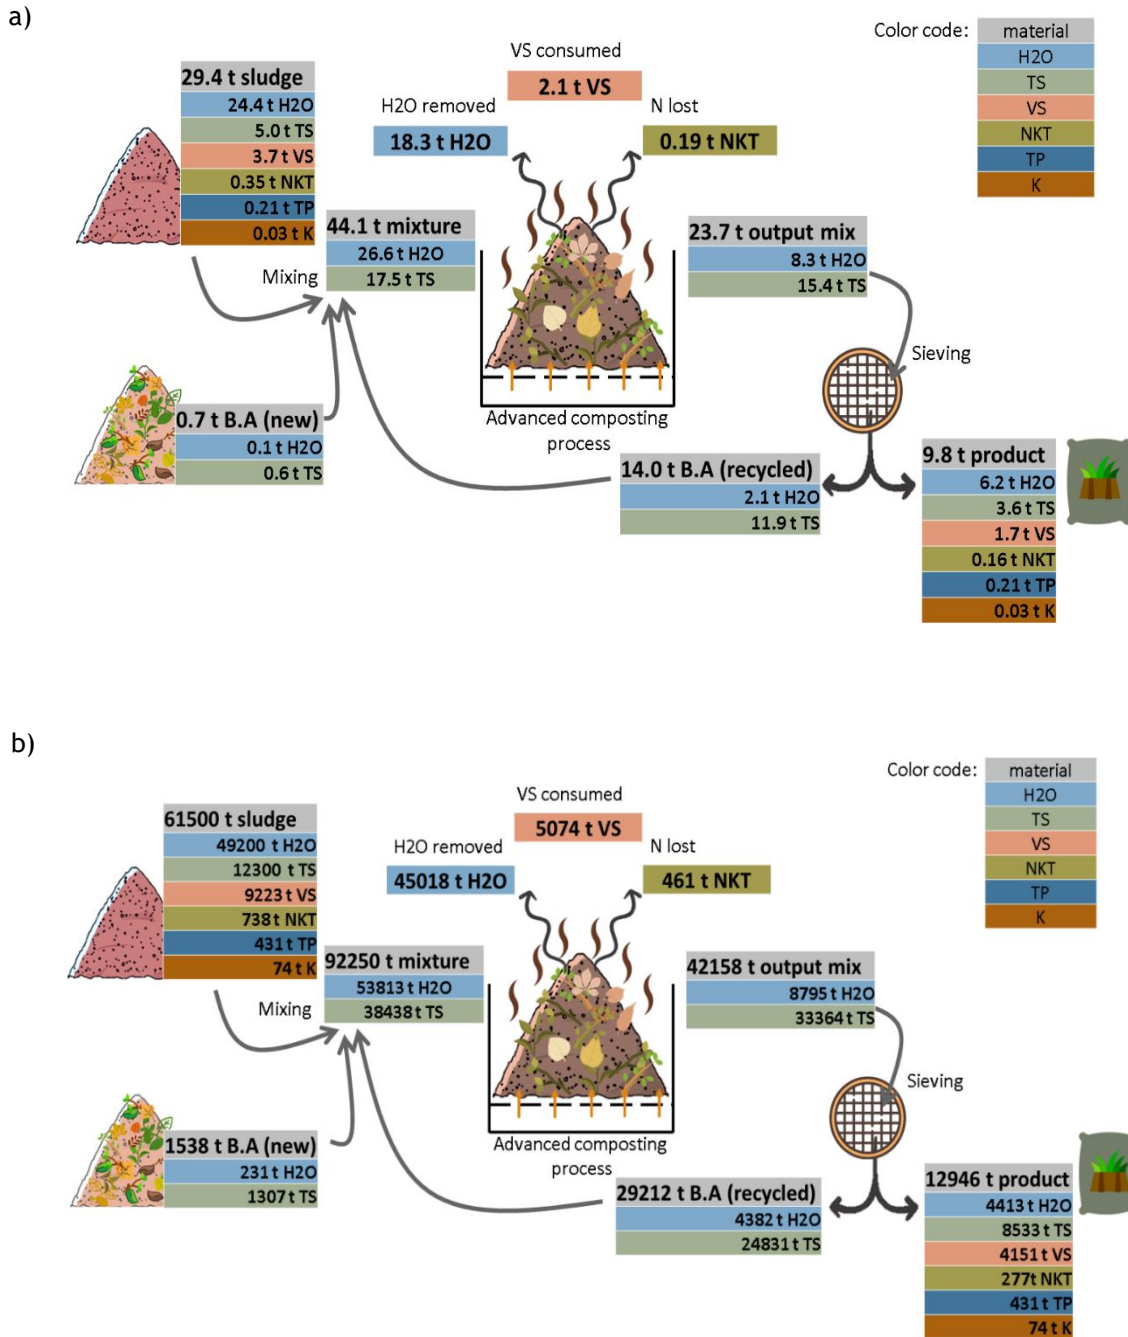 a)
Color code:
material
H2O
TS
VS
NKT
TP
K
VS consumed
2.1 t VS
H2O removed
18.3 t H2O
N lost
0.19 t NKT
29.4 t sludge
24.4 t H2O
5.0 t TS
3.7 t VS
0.35 t NKT
0.21 t TP
0.03 t K
Mixing
44.1 t mixture
26.6 t H2O
17.5 t TS
23.7 t output mix
8.3 t H2O
15.4 t TS
Sieving
0.7 t B.A (new)
0.1 t H2O
0.6 t TS
Advanced composting
process
14.0 t B.A (recycled)
2.1 t H2O
11.9 t TS
9.8 t product
6.2 t H2O
3.6 t TS
1.7 t VS
0.16 t NKT
0.21 t TP
0.03 t K
b)
Color code:
material
H2O
TS
VS
NKT
TP
K
VS consumed
5074 t VS
H2O removed
45018 t H2O
N lost
461 t NKT
61500 t sludge
49200 t H2O
12300 t TS
9223 t VS
738 t NKT
431 t TP
74 t K
Mixing
92250 t mixture
53813 t H2O
38438 t TS
42158 t output mix
8795 t H2O
33364 t TS
Sieving
1538 t B.A (new)
231 t H2O
1307 t TS
Advanced composting
process
29212 t B.A (recycled)
4382 t H2O
24831 t TS
12946 t product
4413 t H2O
8533 t TS
4151 t VS
277t NKT
431 t TP
74 t K